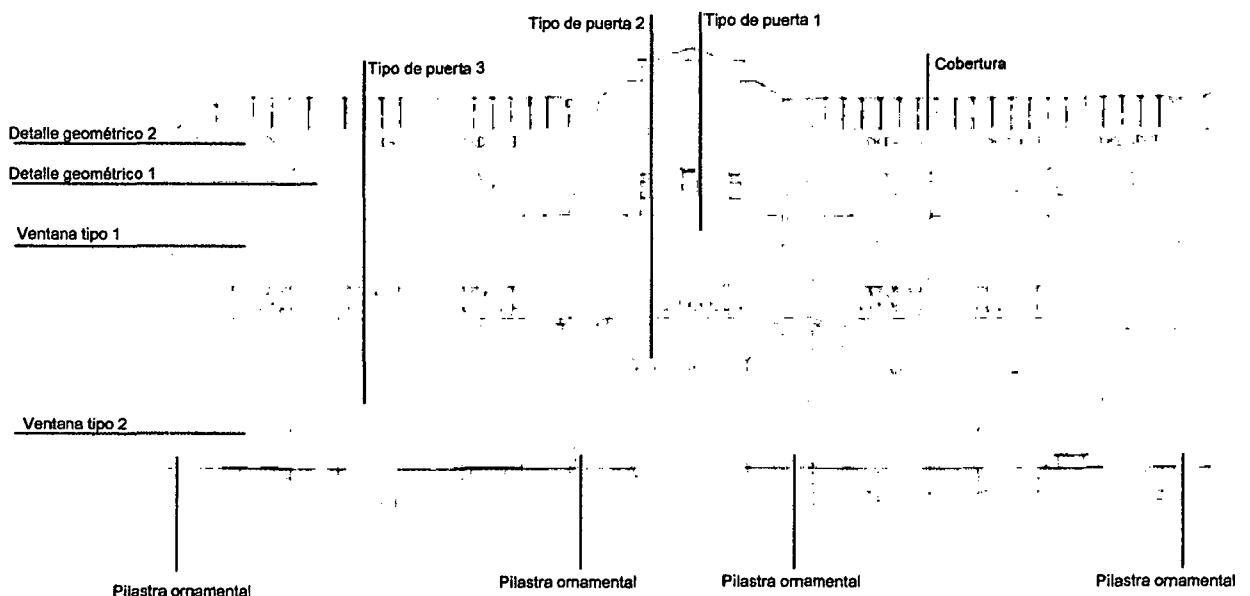 Tipo de puerta 2
Tipo de puerta 1
Tipo de puerta 3
Cobertura
Detalle geométrico 2
Detalle geométrico 1
Ventana tipo 1
Ventana tipo 2
Pilastra ornamental
Pilastra ornamental
Pilastra ornamental
Pilastra ornamental